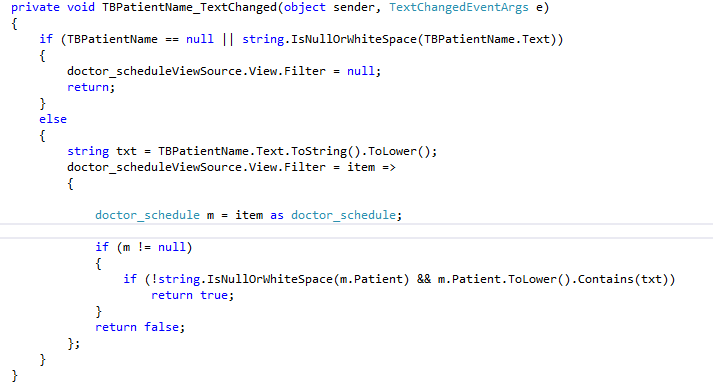 private void TBPatientName_TextChanged(object sender, TextChangedEventArgs e)
{
if (TBPatientName == null || string.IsNullOrWhiteSpace(TBPatientName.Text))
{
doctor_scheduleViewSource.View.Filter = null;
return;
}
else
{
string txt = TBPatientName.Text.ToString().ToLower();
doctor_scheduleViewSource.View.Filter = item =>
{
doctor_schedule m = item as doctor_schedule;
if (m != null)
{
if (!string.IsNullOrWhiteSpace(m.Patient) && m.Patient.ToLower().Contains(txt))
return true;
}
return false;
};
}
}